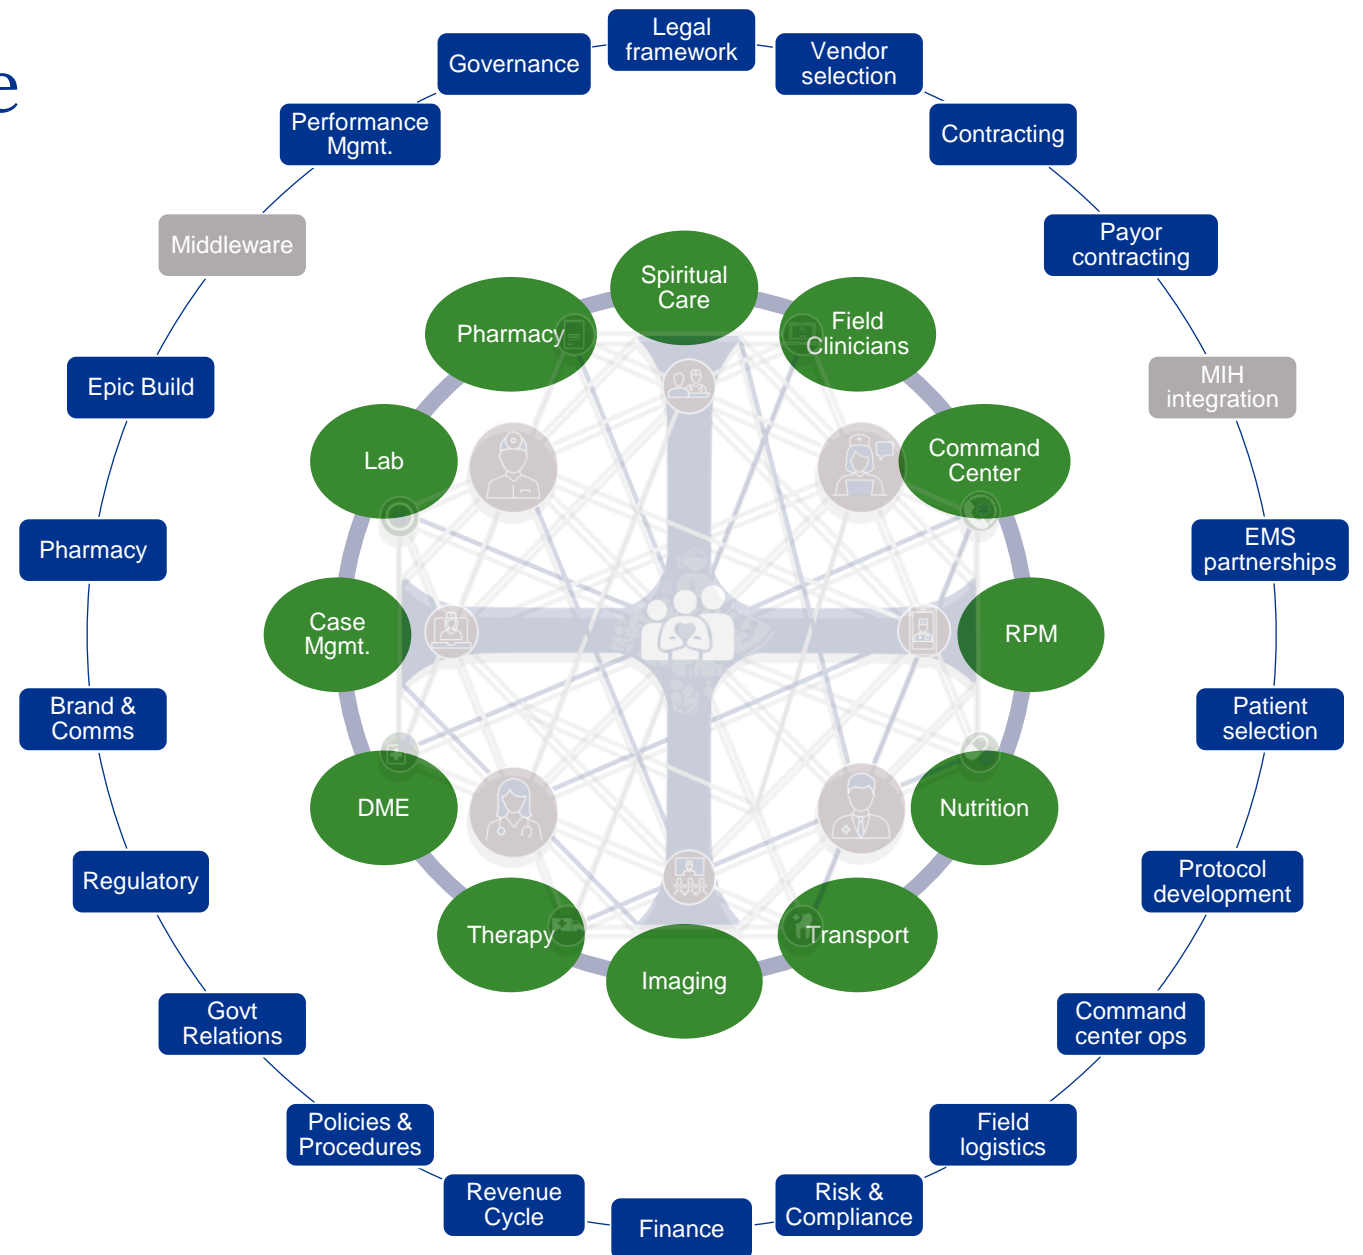 e
Legal
framework
Vendor
selection
Contracting
Payor
contracting
MIH
integration
EMS
partnerships
Patient
selection
Protocol
development
Command
center ops
Field
logistics
Risk &
Compliance
Finance
Revenue
Cycle
Policies &
Procedures
Govt
Relations
Regulatory
Brand &
Comms
Pharmacy
Epic Build
Middleware
Performance
Mgmt.
Governance
Spiritual
Care
Field
Clinicians
Command
Center
RPM
Nutrition
Transport
Imaging
Therapy
DME
Case
Mgmt.
Lab
Pharmacy